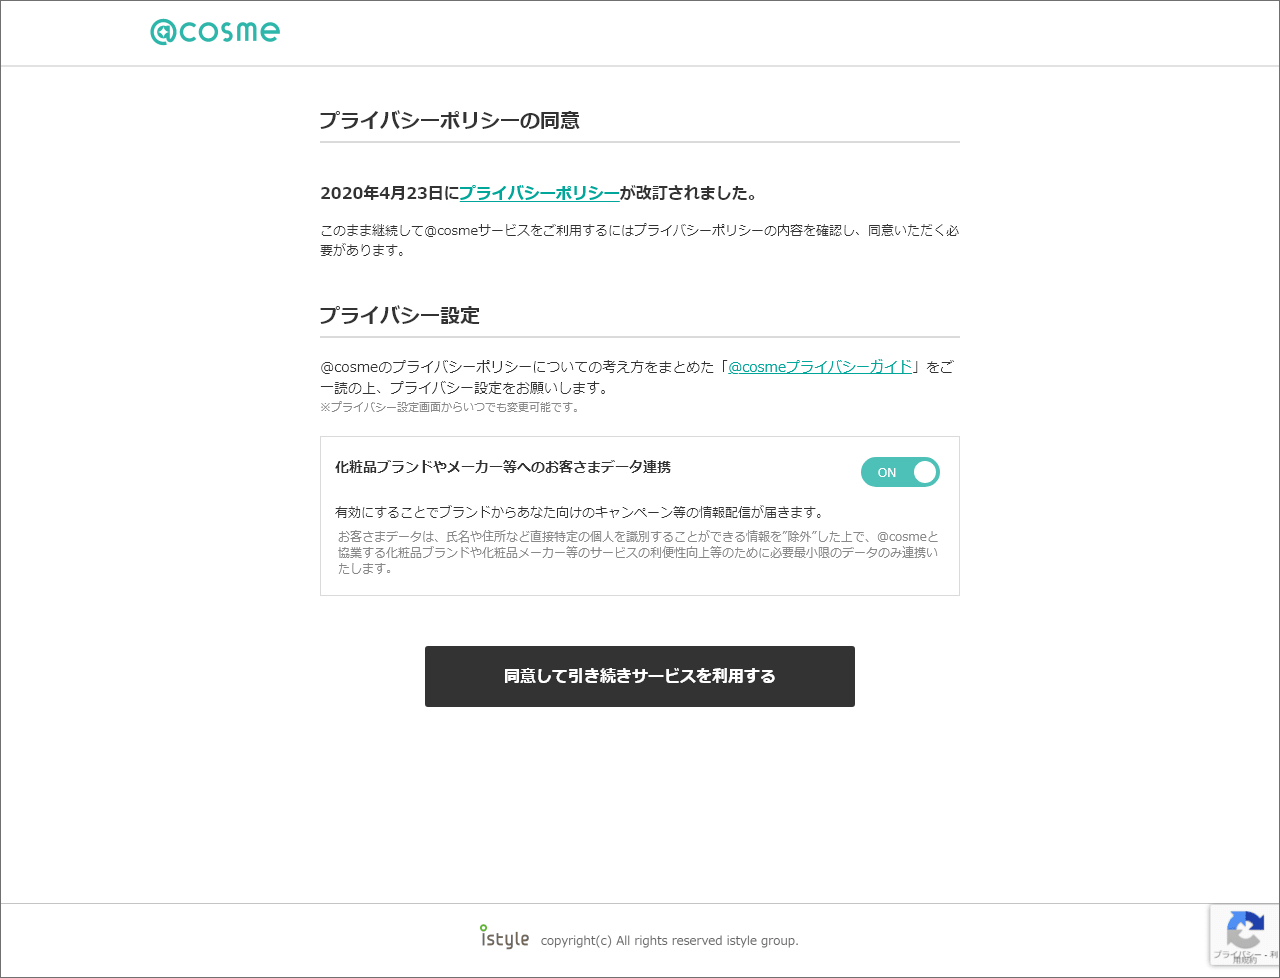 @cosme
プライバシーポリシーの同意
2020年4月23日にプライバシーポリシーが改訂されました。
このまま継続して@cosmeサービスをご利用するにはプライバシーポリシーの内容を確認し、同意いただく必
要があります。
プライバシー設定
@cosmeのプライバシーポリシーについての考え方をまとめた「@cosmeプライバシーガイド」をご
一読の上、プライバシー設定をお願いします。
※プライバシー設定画面からいつでも変更可能です。
化粧品ブランドやメーカー等へのお客さまデータ連携
ON
有効にすることでブランドからあなた向けのキャンペーン等の情報配信が届きます。
お客さまデータは、氏名や住所など直接特定の個人を識別することができる情報を”除外”した上で、@cosmeと
協業する化粧品ブランドや化粧品メーカー等のサービスの利便性向上等のために必要最小限のデータのみ連携い
たします。
同意して引き続きサービスを利用する
istyle copyright(c) All rights reserved istyle group.
プライバシー - 利
用規約